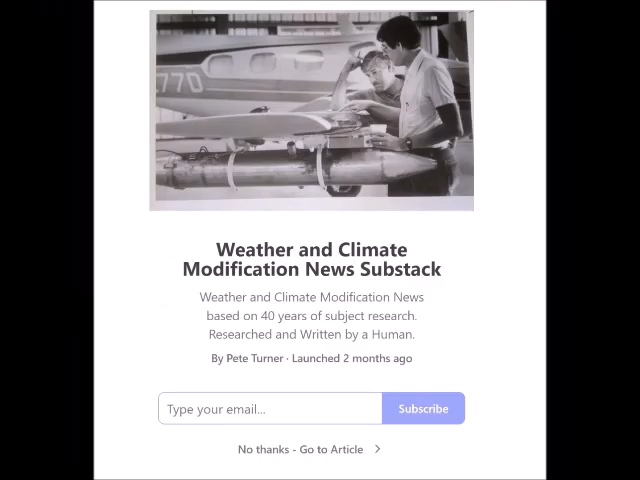 77D
Weather and Climate
Modification News Substack
Weather and Climate Modification News
based on 40 years of subject research.
Researched and Written by a Human.
By Pete Turner · Launched 2 months ago
Type your email...
Subscribe
No thanks - Go to Article